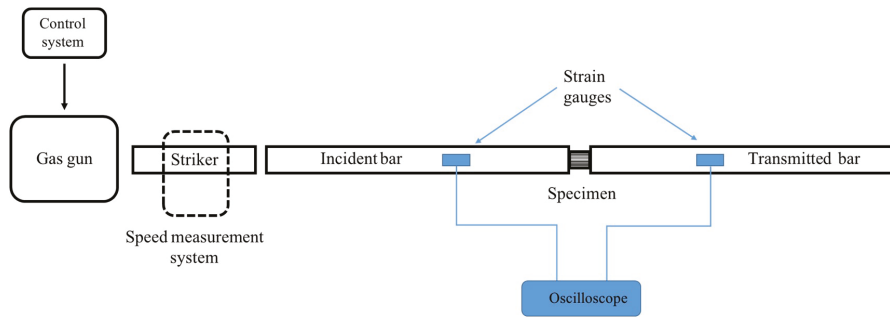 Control
system
Gas gun
Striker
Speed measurement
system
Incident bar
Strain
gauges
Specimen
Transmitted bar
Oscilloscope